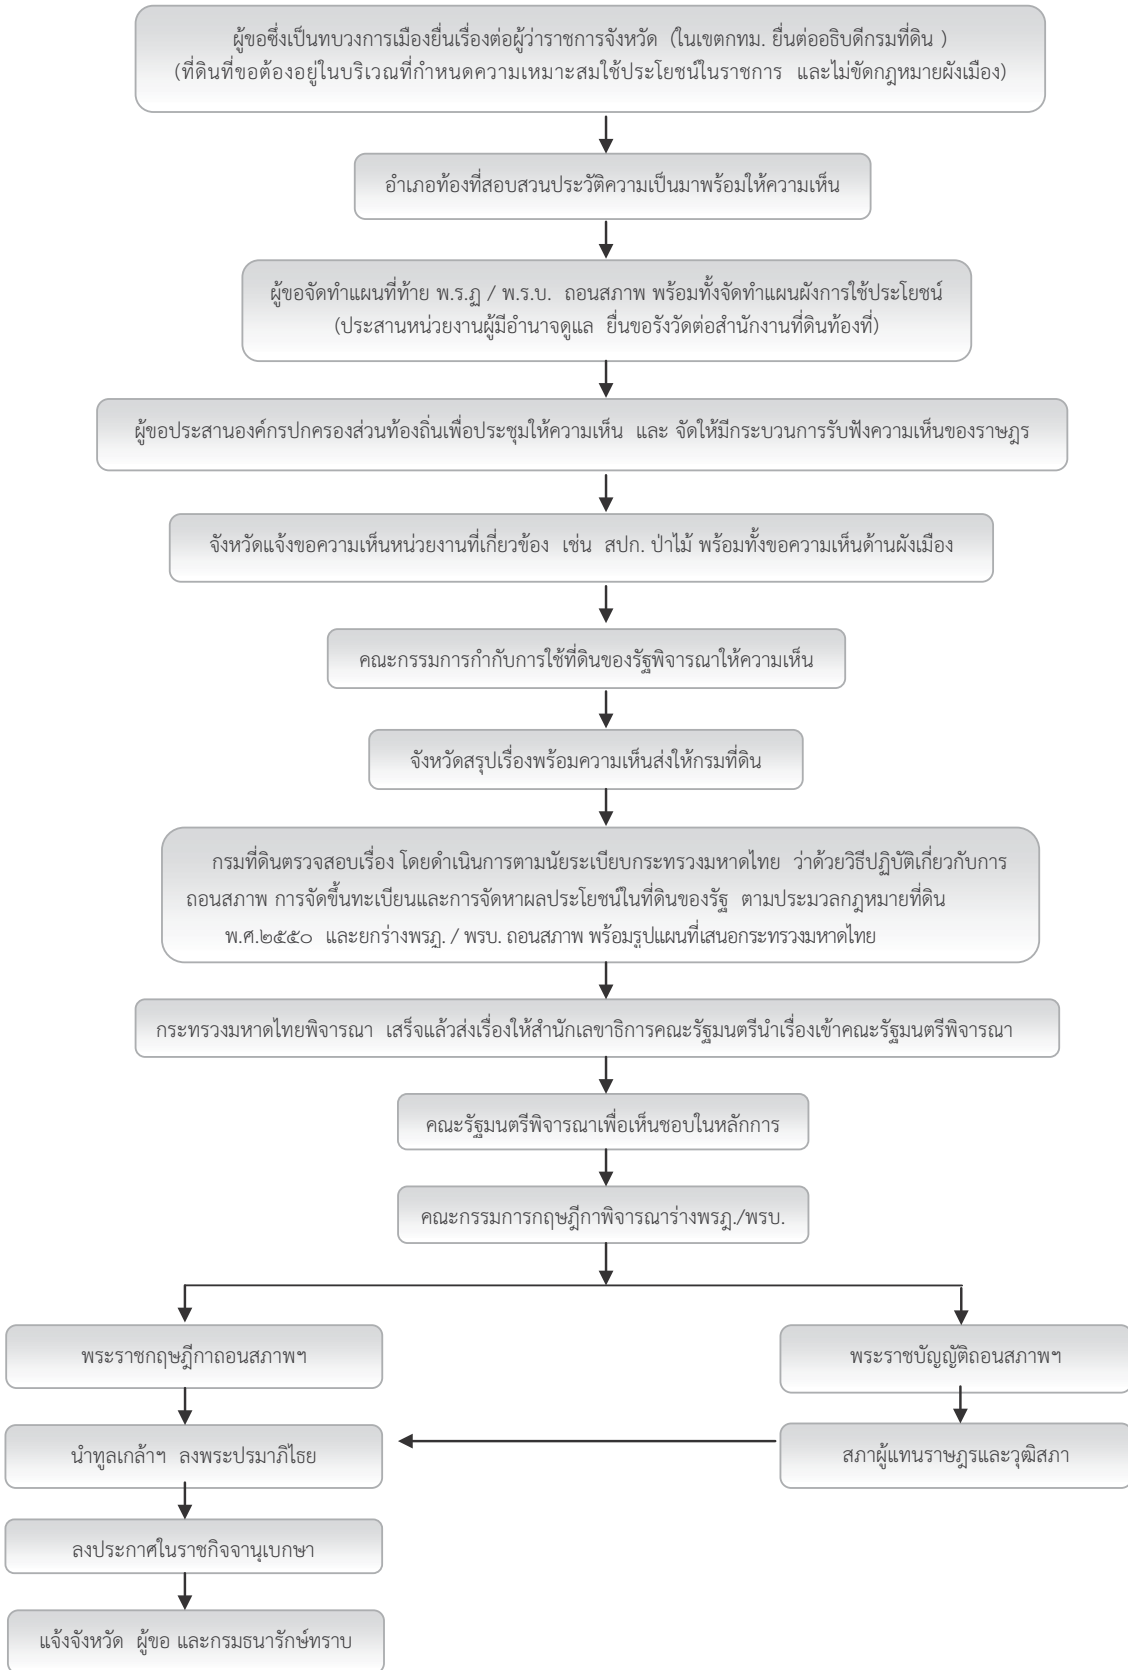 ผู้ขอซึ่งเป็นทบวงการเมืองยื่นเรื่องต่อผู้ว่าราชการจังหวัด (ในเขตกทม. ยื่นต่ออธิบดีกรมที่ดิน )
(ที่ดินที่ขอต้องอยู่ในบริเวณที่กำหนดความเหมาะสมใช้ประโยชน์ในราชการ และไม่ขัดกฎหมายผังเมือง)
อำเภอท้องที่สอบสวนประวัติความเป็นมาพร้อมให้ความเห็น
ผู้ขอจัดทำแผนที่ท้าย พ.ร.ฏ / พ.ร.บ. ถอนสภาพ พร้อมทั้งจัดทำแผนผังการใช้ประโยชน์
(ประสานหน่วยงานผู้มีอำนาจดูแล ยื่นขอรังวัดต่อสำนักงานที่ดินท้องที่)
ผู้ขอประสานองค์กรปกครองส่วนท้องถิ่นเพื่อประชุมให้ความเห็น และ จัดให้มีกระบวนการรับฟังความเห็นของราษฎร
จังหวัดแจ้งขอความเห็นหน่วยงานที่เกี่ยวข้อง เช่น สปก. ป่าไม้ พร้อมทั้งขอความเห็นด้านผังเมือง
คณะกรรมการกำกับการใช้ที่ดินของรัฐพิจารณาให้ความเห็น
จังหวัดสรุปเรื่องพร้อมความเห็นส่งให้กรมที่ดิน
กรมที่ดินตรวจสอบเรื่อง โดยดำเนินการตามนัยระเบียบกระทรวงมหาดไทย ว่าด้วยวิธีปฏิบัติเกี่ยวกับการ
ถอนสภาพ การจัดขึ้นทะเบียนและการจัดหาผลประโยชน์ในที่ดินของรัฐ ตามประมวลกฎหมายที่ดิน
พ.ศ.๒๕๕๐ และยกร่างพรฎ. / พรบ. ถอนสภาพ พร้อมรูปแผนที่เสนอกระทรวงมหาดไทย
กระทรวงมหาดไทยพิจารณา เสร็จแล้วส่งเรื่องให้สำนักเลขาธิการคณะรัฐมนตรีนำเรื่องเข้าคณะรัฐมนตรีพิจารณา
คณะรัฐมนตรีพิจารณาเพื่อเห็นชอบในหลักการ
คณะกรรมการกฤษฎีกาพิจารณาร่างพรฎ./พรบ.
พระราชกฤษฎีกาถอนสภาพฯ
พระราชบัญญัติถอนสภาพฯ
นำทูลเกล้าฯ ลงพระปรมาภิไธย
สภาผู้แทนราษฎรและวุฒิสภา
ลงประกาศในราชกิจจานุเบกษา
แจ้งจังหวัด ผู้ขอ และกรมธนารักษ์ทราบ